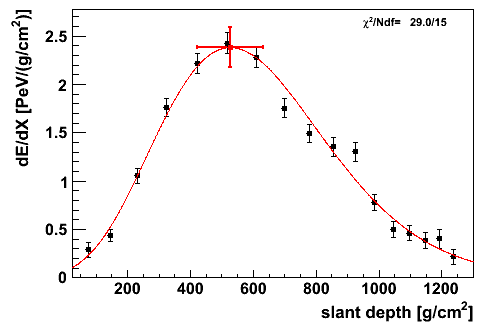 χ²/Ndf= 29.0/15
dE/dX [PeV/(g/cm²)]
2.5
2
1.5
1
0.5
0
200 400 600 800 1000 1200
slant depth [g/cm²]